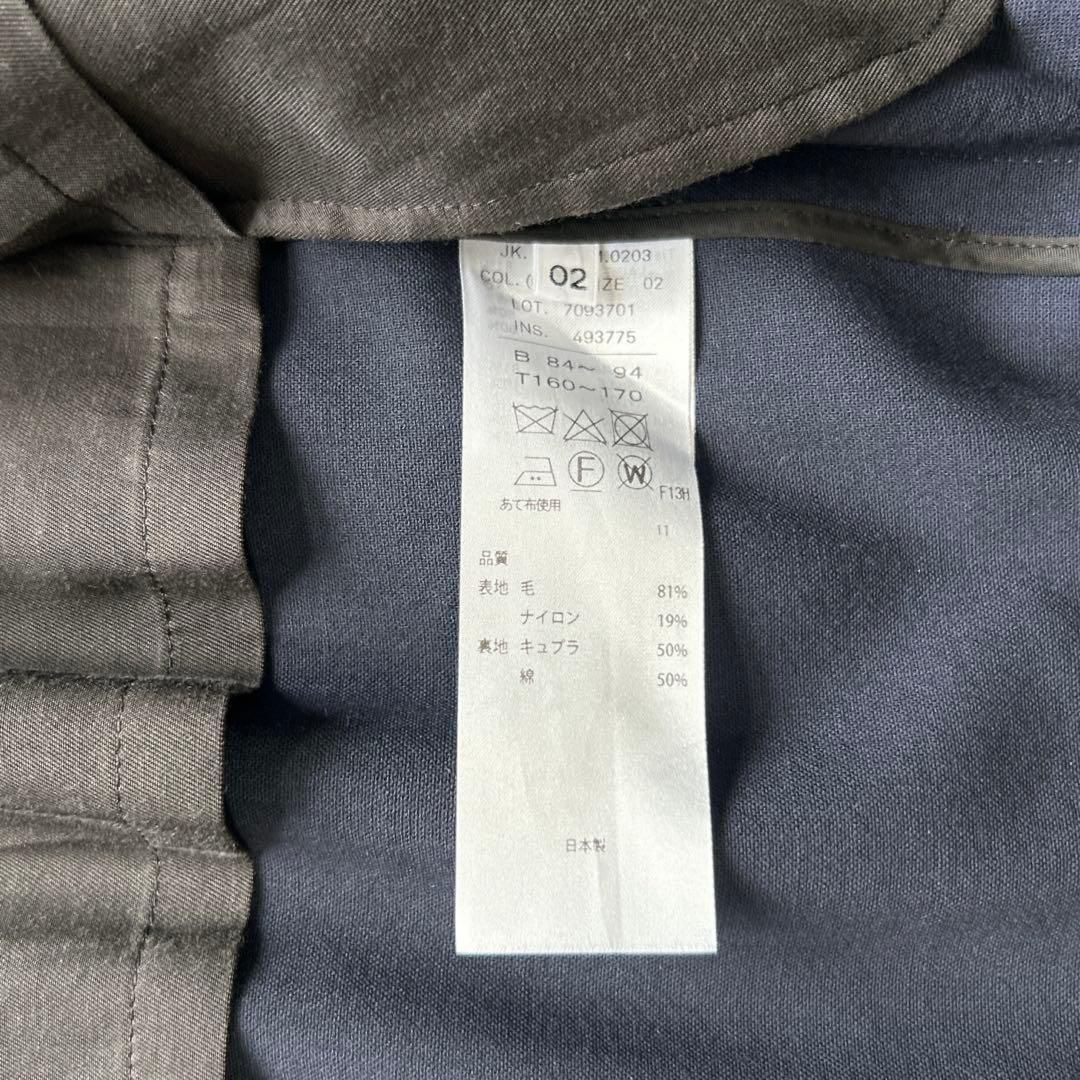 JK. .0203
02
COL. ( IZE 02
LOT. 7093701
INS. 493775
B 84〜 94
T160〜170
F W
F13H
あて布使用
11
品質
表地 毛 81%
ナイロン 19%
裏地 キュプラ 50%
綿 50%
日本製